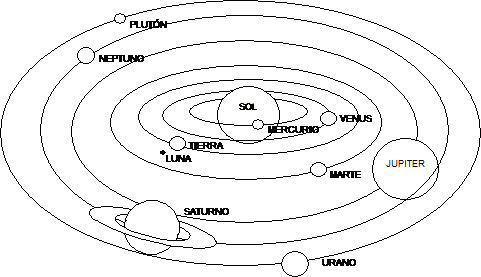 PLUTÓN
NEPTUNO
SOL
VENUS
MERCURIO
TIERRA
LUNA
JUPITER
MARTE
SATURNO
URANO